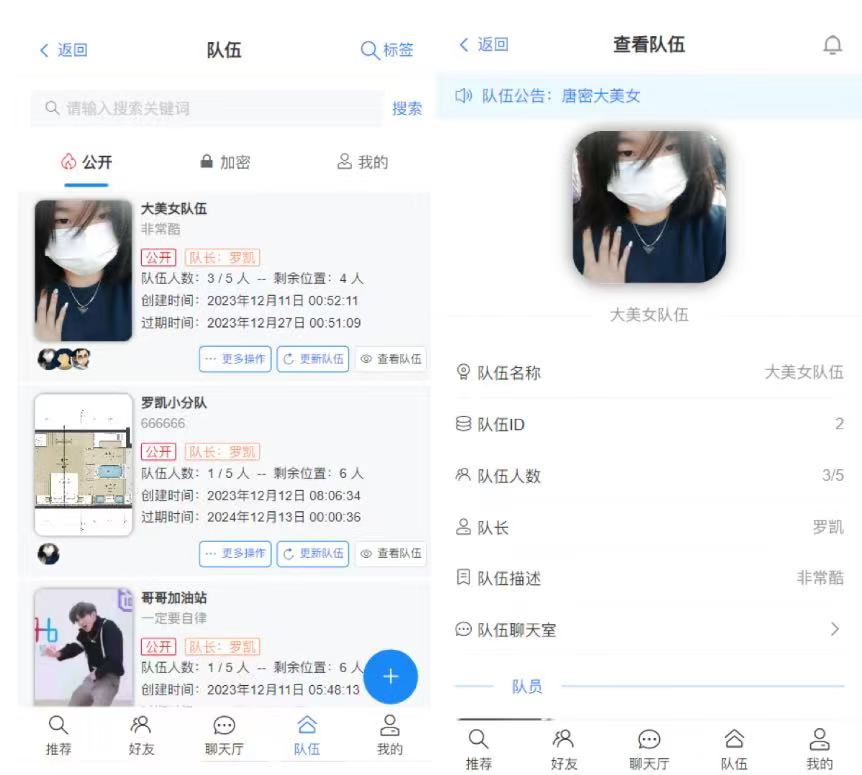 返回
队伍
标签
请输入搜索关键词
搜索
公开
加密
我的
大美女队伍
非常酷
公开 队长：罗凯
队伍人数：3 / 5 人 -- 剩余位置：4 人
创建时间：2023年12月11日 00:52:11
过期时间：2023年12月27日 00:51:09
··· 更多操作
更新队伍
查看队伍
罗凯小分队
666666
公开 队长：罗凯
队伍人数：1 / 5 人 -- 剩余位置：6 人
创建时间：2023年12月12日 08:06:34
过期时间：2024年12月13日 00:00:36
··· 更多操作
更新队伍
查看队伍
哥哥加油站
一定要自律
公开 队长：罗凯
队伍人数：1 / 5 人 -- 剩余位置：6 人
创建时间：2023年12月11日 05:48:13
推荐
好友
聊天厅
队伍
我的
返回
查看队伍
队伍公告：唐密大美女
大美女队伍
队伍名称 大美女队伍
队伍ID 2
队伍人数 3/5
队长 罗凯
队伍描述 非常酷
队伍聊天室
队员
推荐
好友
聊天厅
队伍
我的